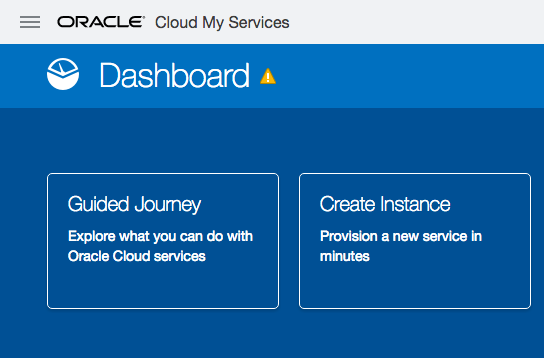 ORACLE Cloud My Services
Dashboard
Guided Journey
Explore what you can do with
Oracle Cloud services
Create Instance
Provision a new service in
minutes